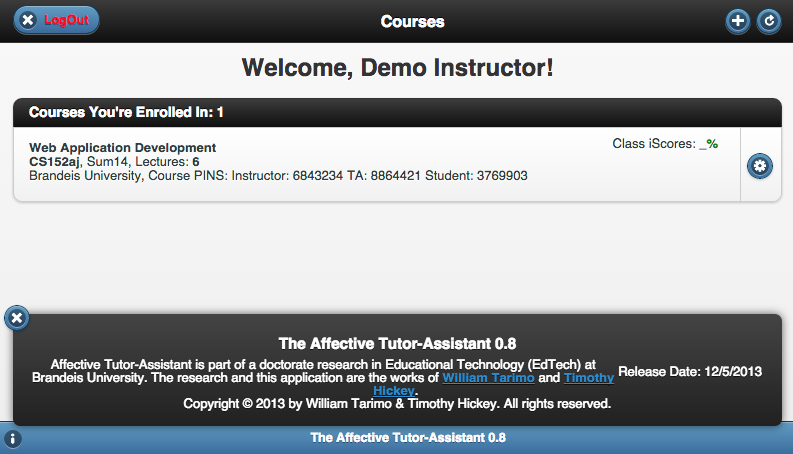 LogOut
Courses
Welcome, Demo Instructor!
Courses You're Enrolled In: 1
Web Application Development
Class iScores: _%
CS152aj, Sum14, Lectures: 6
Brandeis University, Course PINS: Instructor: 6843234 TA: 8864421 Student: 3769903
The Affective Tutor-Assistant 0.8
Affective Tutor-Assistant is part of a doctorate research in Educational Technology (EdTech) at
Brandeis University. The research and this application are the works of William Tarimo and Timothy
Hickey.
Release Date: 12/5/2013
Copyright © 2013 by William Tarimo & Timothy Hickey. All rights reserved.
The Affective Tutor-Assistant 0.8